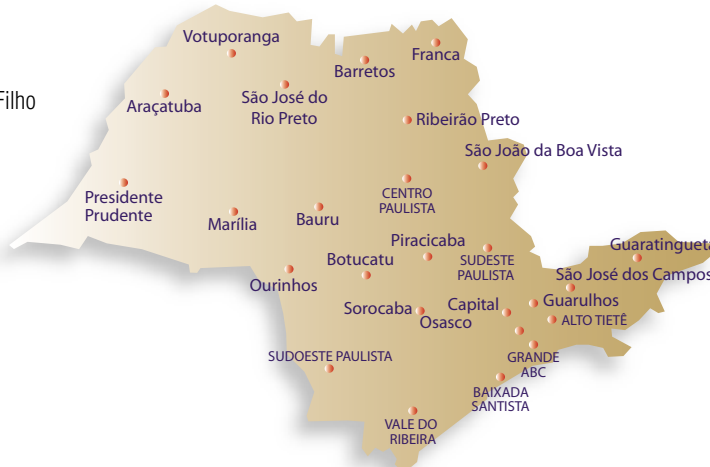 Votuporanga
Franca
Barretos
Filho
Araçatuba
São José do
Rio Preto
Ribeirão Preto
São João da Boa Vista
Presidente
Prudente
CENTRO
PAULISTA
Marília
Bauru
Piracicaba
Guaratinguetá
Botucatu
SUDESTE
PAULISTA
São José dos Campos
Ourinhos
Sorocaba
Capital
Guarulhos
Osasco
ALTO TIETÊ
SUDOESTE PAULISTA
GRANDE
ABC
BAIXADA
SANTISTA
VALE DO
RIBEIRA